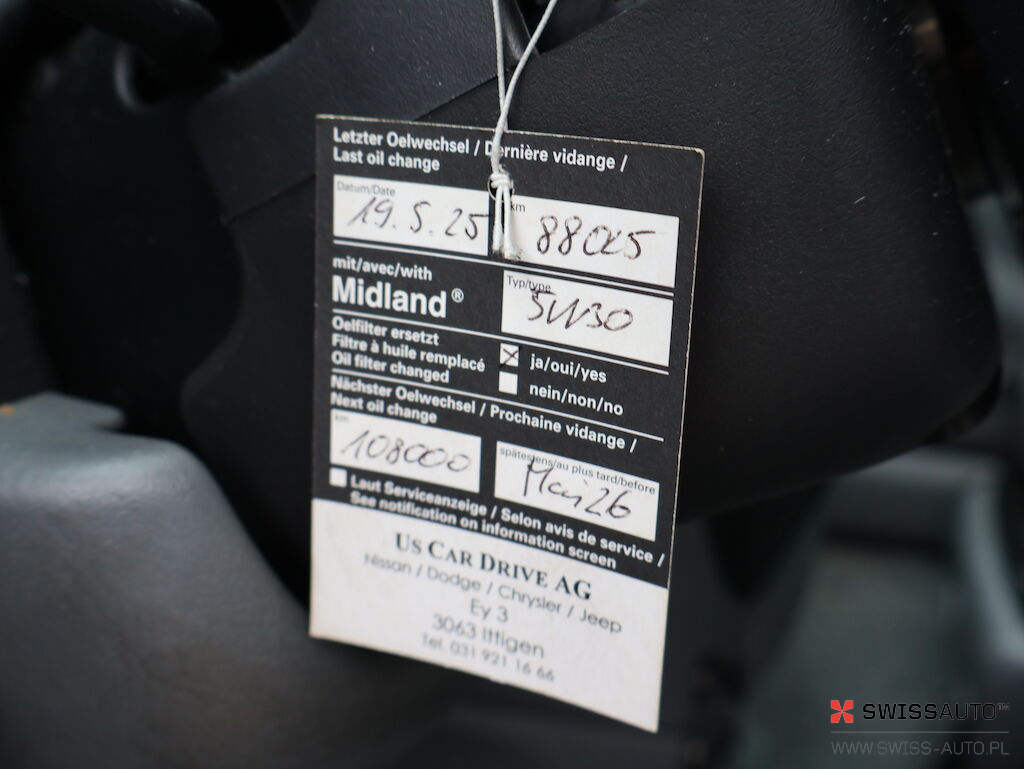 Letzter Oelwechsel / Dernière vidange /
Last oil change
Datum/Date
19.5.25
km
88025
mit/avec/with
Midland®
Typ/type
5W30
Oelfilter ersetzt
Filtre à huile remplacé
Oil filter changed
ja/oui/yes
nein/non/no
Nächster Oelwechsel / Prochaine vidange /
Next oil change
km
108000
spätestens/au plus tard/before
Mai 26
Laut Serviceanzeige / Selon avis de service /
See notification on information screen
US CAR DRIVE AG
Nissan / Dodge / Chrysler / Jeep
Ey 3
3063 Ittigen
Tel. 031 921 16 66
SWISSAUTO™
WWW.SWISS-AUTO.PL